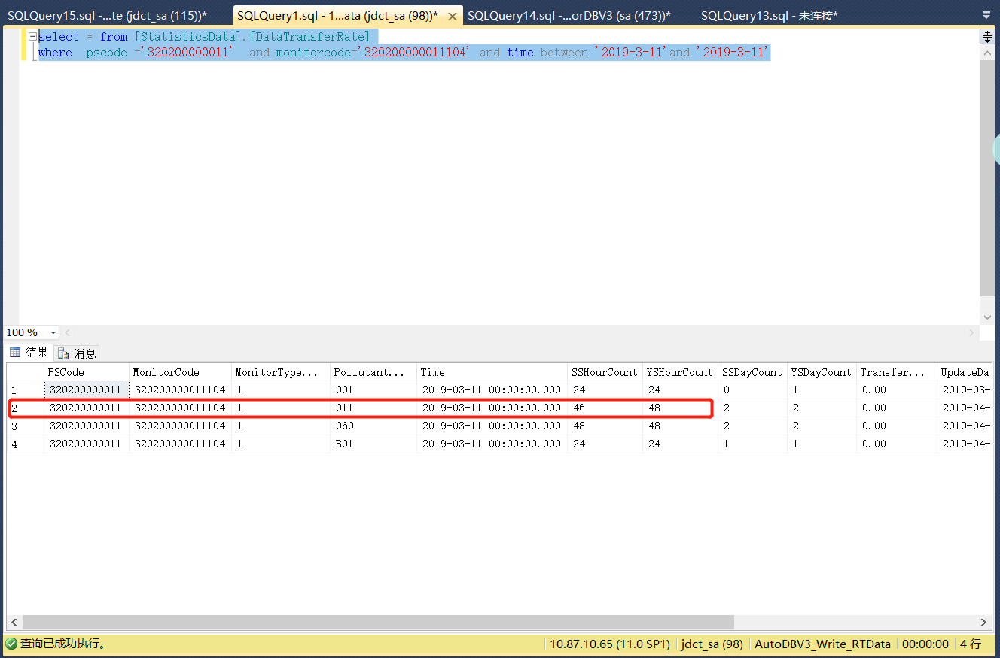 SQLQuery15.sql -...te (jdct_sa (115))* SQLQuery1.sql - 1...ata (jdct_sa (98))* SQLQuery14.sql -...orDBV3 (sa (473))* SQLQuery13.sql - 未连接*
select * from [StatisticsData].[DataTransferRate]
where pscode ='320200000011' and monitorcode='320200000011104' and time between '2019-3-11'and '2019-3-11'
100 %
结果 消息
PSCode MonitorCode MonitorType... Pollutant... Time SSHourCount YSHourCount SSDayCount YSDayCount Transfer... UpdateDa
1 320200000011 320200000011104 1 001 2019-03-11 00:00:00.000 24 24 0 1 0.00 2019-03-
2 320200000011 320200000011104 1 011 2019-03-11 00:00:00.000 46 48 2 2 0.00 2019-04-
3 320200000011 320200000011104 1 060 2019-03-11 00:00:00.000 48 48 2 2 0.00 2019-04-
4 320200000011 320200000011104 1 B01 2019-03-11 00:00:00.000 24 24 1 1 0.00 2019-04-
查询已成功执行。 10.87.10.65 (11.0 SP1) jdct_sa (98) AutoDBV3_Write_RTData 00:00:00 4 行